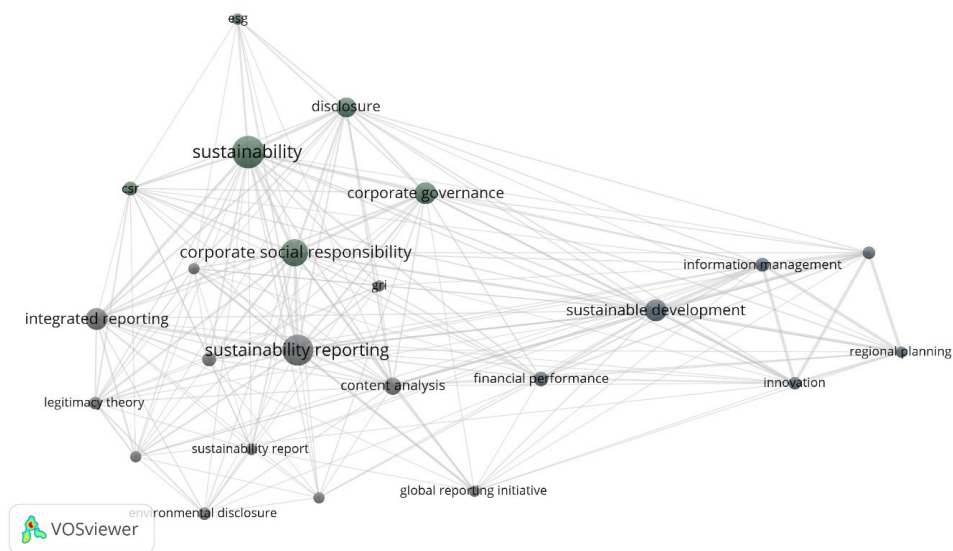 esg
disclosure
sustainability
csr
corporate governance
corporate social responsibility
information management
gri
sustainable development
integrated reporting
sustainability reporting
regional planning
content analysis
financial performance
innovation
legitimacy theory
sustainability report
global reporting initiative
environmental disclosure
VOSviewer